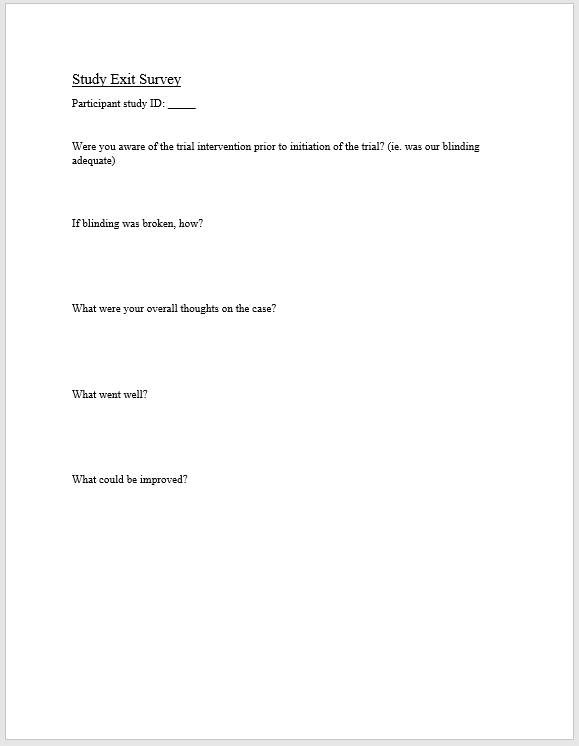 Study Exit Survey
Participant study ID: _____
Were you aware of the trial intervention prior to initiation of the trial? (ie. was our blinding
adequate)
If blinding was broken, how?
What were your overall thoughts on the case?
What went well?
What could be improved?